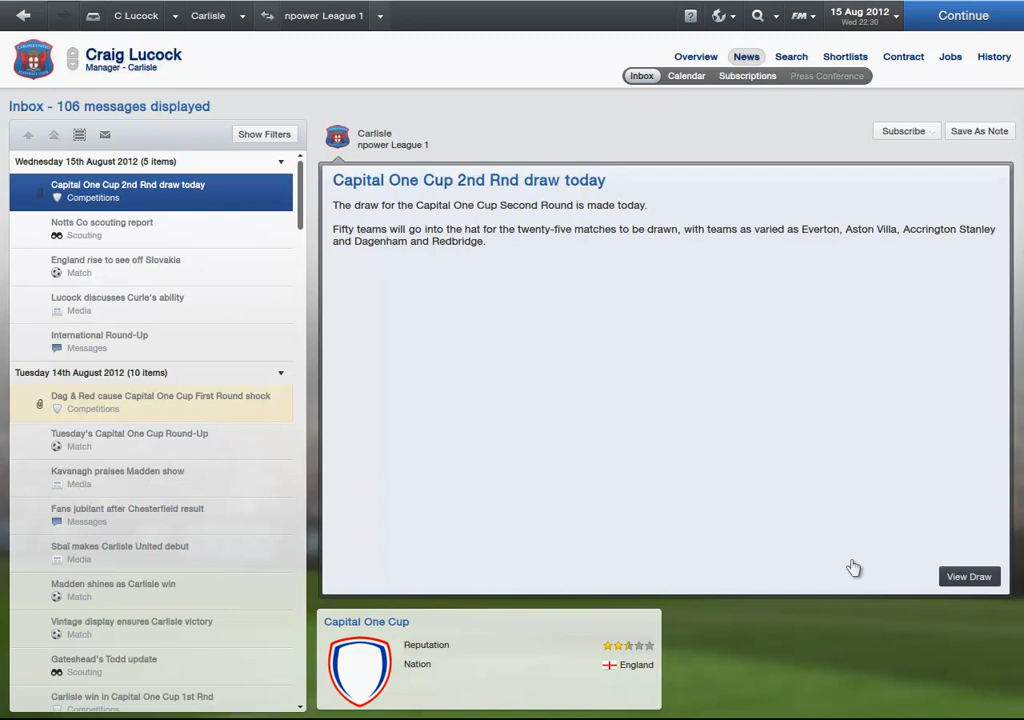 C Lucock
Carlisle
npower League 1
?
FM
15 Aug 2012
Wed 22:30
Continue
Craig Lucock
Manager - Carlisle
Overview
News
Search
Shortlists
Contract
Jobs
History
Inbox
Calendar
Subscriptions
Press Conference
Inbox - 106 messages displayed
Show Filters
Wednesday 15th August 2012 (5 items)
Capital One Cup 2nd Rnd draw today
Competitions
Notts Co scouting report
Scouting
England rise to see off Slovakia
Match
Lucock discusses Curle's ability
Media
International Round-Up
Messages
Tuesday 14th August 2012 (10 items)
Dag & Red cause Capital One Cup First Round shock
Competitions
Tuesday's Capital One Cup Round-Up
Match
Kavanagh praises Madden show
Media
Fans jubilant after Chesterfield result
Messages
Sbaï makes Carlisle United debut
Media
Madden shines as Carlisle win
Match
Vintage display ensures Carlisle victory
Match
Gateshead's Todd update
Scouting
Carlisle win in Capital One Cup 1st Rnd
Competitions
Carlisle
npower League 1
Subscribe
Save As Note
Capital One Cup 2nd Rnd draw today
The draw for the Capital One Cup Second Round is made today.
Fifty teams will go into the hat for the twenty-five matches to be drawn, with teams as varied as Everton, Aston Villa, Accrington Stanley
and Dagenham and Redbridge.
View Draw
Capital One Cup
Reputation
Nation
England